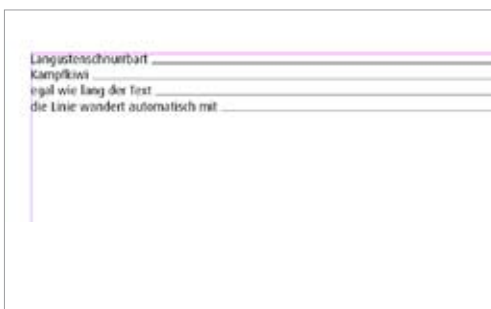 Langustenschnurrbart
Kampfkiwi
egal wie lang der Text
die Linie wandert automatisch mit